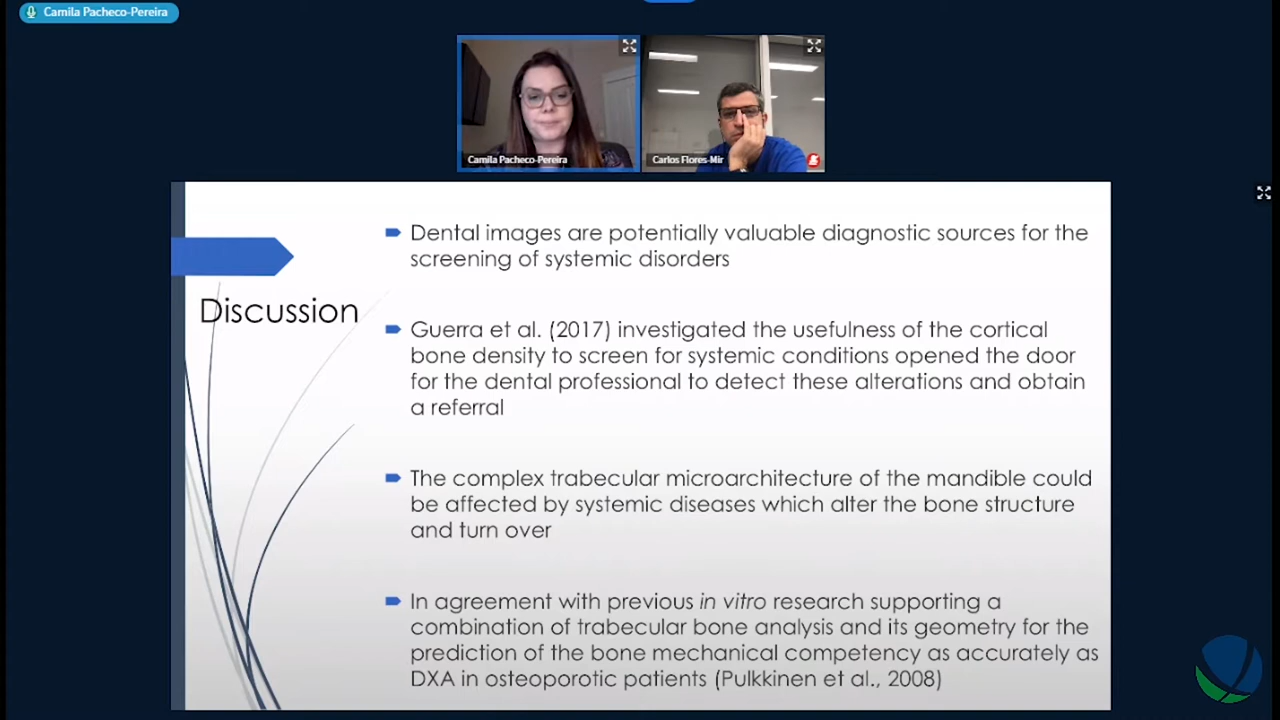 Camila Pacheco-Pereira
Camila Pacheco-Pereira
Carlos Flores-Mir
Discussion
Dental images are potentially valuable diagnostic sources for the
screening of systemic disorders
Guerra et al. (2017) investigated the usefulness of the cortical
bone density to screen for systemic conditions opened the door
for the dental professional to detect these alterations and obtain
a referral
The complex trabecular microarchitecture of the mandible could
be affected by systemic diseases which alter the bone structure
and turn over
In agreement with previous in vitro research supporting a
combination of trabecular bone analysis and its geometry for the
prediction of the bone mechanical competency as accurately as
DXA in osteoporotic patients (Pulkkinen et al., 2008)